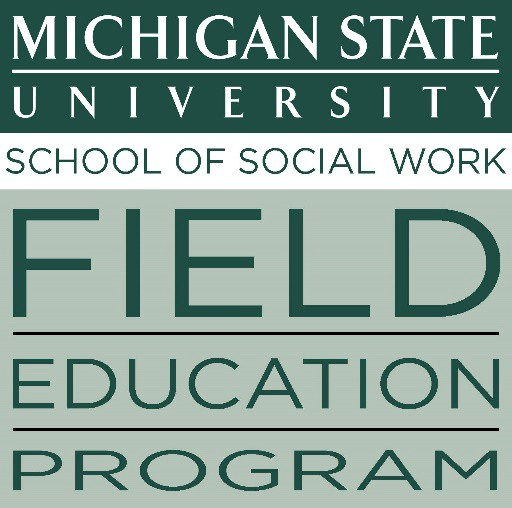 MICHIGAN STATE
UNIVERSITY
SCHOOL OF SOCIAL WORK
FIELD
EDUCATION
PROGRAM